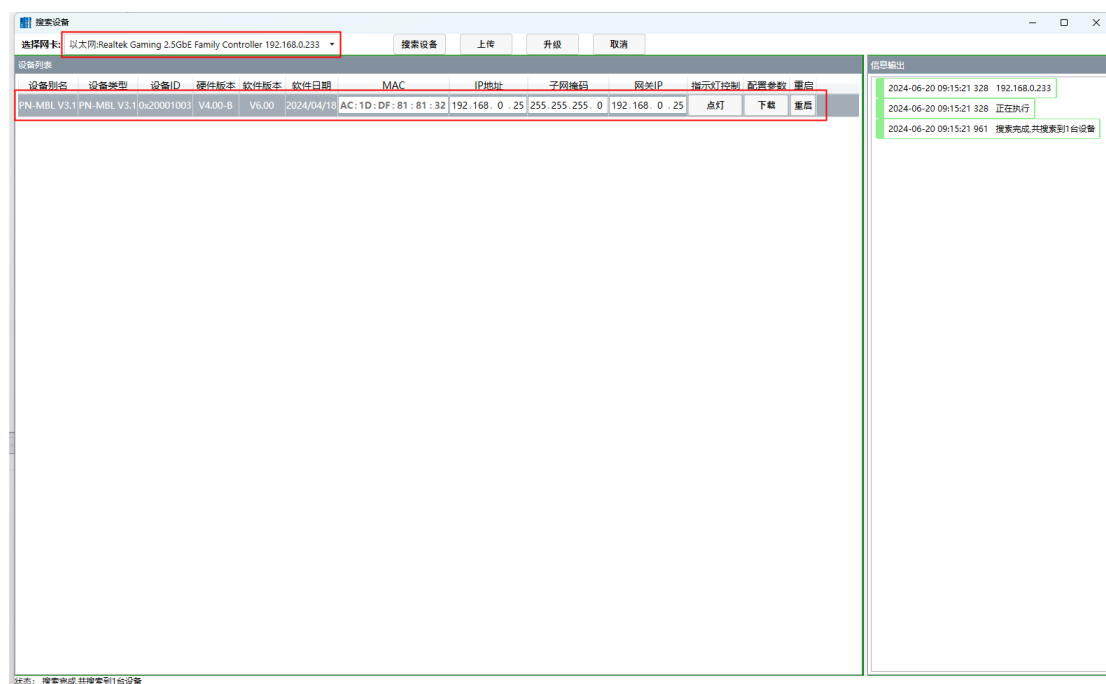 搜索设备
选择网卡: 以太网:Realtek Gaming 2.5GbE Family Controller 192.168.0.233 搜索设备 上传 升级 取消
设备列表
设备别名 设备类型 设备ID 硬件版本 软件版本 软件日期 MAC IP地址 子网掩码 网关IP 指示灯控制 配置参数 重启
PN-MBL V3.1 PN-MBL V3.1 0x20001003 V4.00-B V6.00 2024/04/18 AC:1D:DF:81:81:32 192.168. 0 .25 255.255.255. 0 192.168. 0 .25 点灯 下载 重启
信息输出
2024-06-20 09:15:21 328 192.168.0.233
2024-06-20 09:15:21 328 正在执行
2024-06-20 09:15:21 961 搜索完成,共搜索到1台设备
状态: 搜索完成,共搜索到1台设备